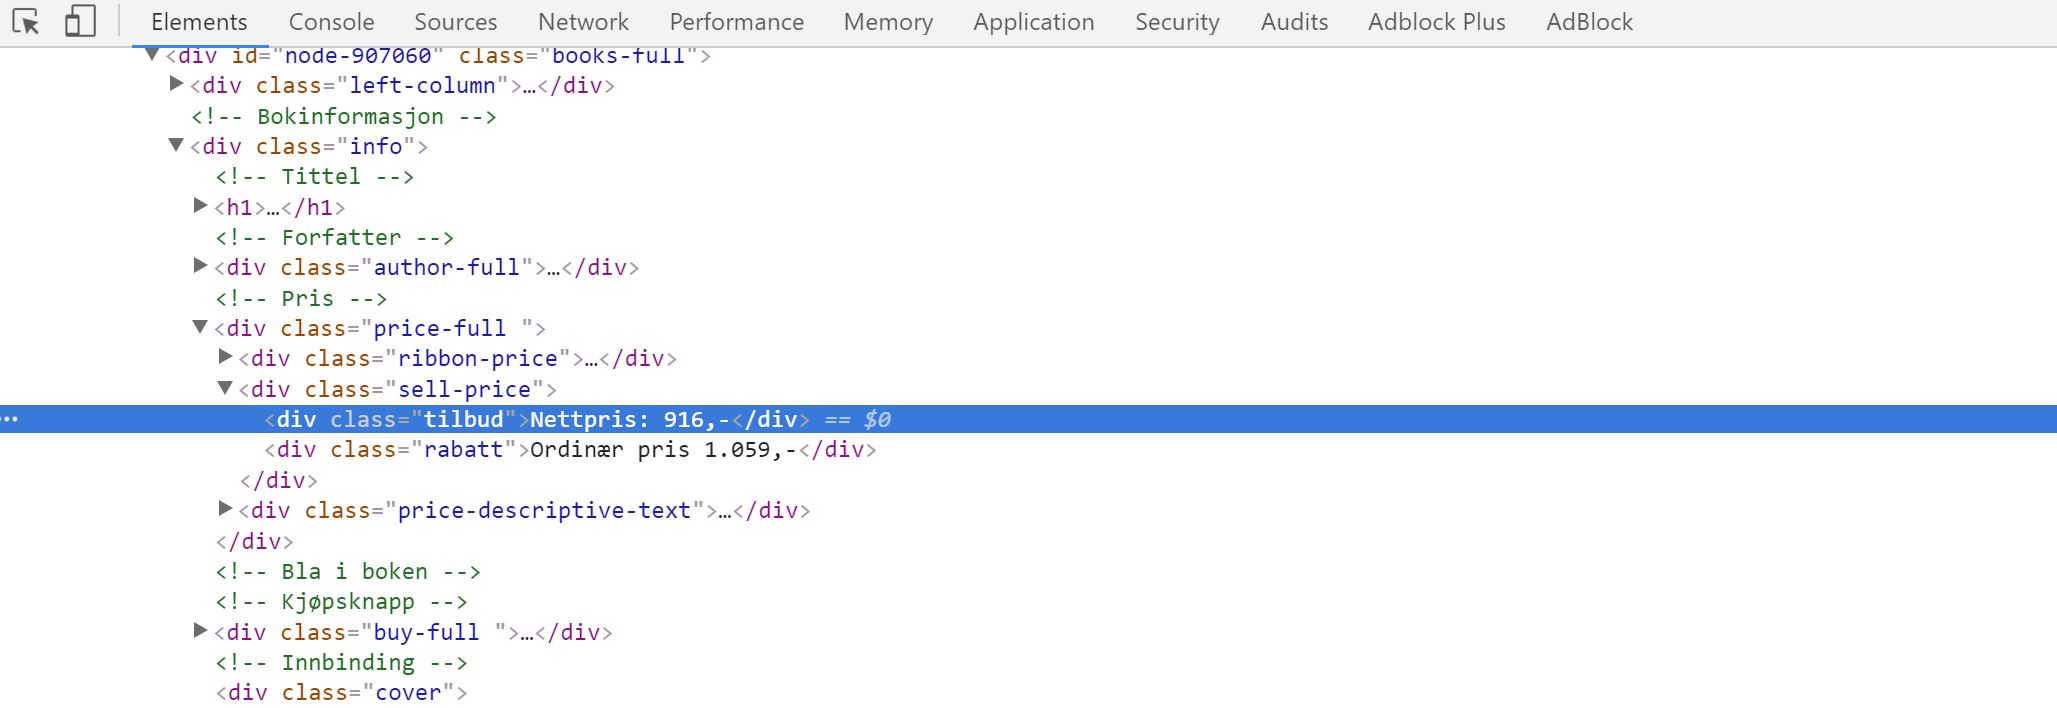 Elements Console Sources Network Performance Memory Application Security Audits Adblock Plus AdBlock
<div id="node-907060" class="books-full">
<div class="left-column">…</div>
<!-- Bokinformasjon -->
<div class="info">
<!-- Tittel -->
<h1>…</h1>
<!-- Forfatter -->
<div class="author-full">…</div>
<!-- Pris -->
<div class="price-full ">
<div class="ribbon-price">…</div>
<div class="sell-price">
<div class="tilbud">Nettpris: 916,-</div> == $0
<div class="rabatt">Ordinær pris 1.059,-</div>
</div>
<div class="price-descriptive-text">…</div>
</div>
<!-- Bla i boken -->
<!-- Kjøpsknapp -->
<div class="buy-full ">…</div>
<!-- Innbinding -->
<div class="cover">